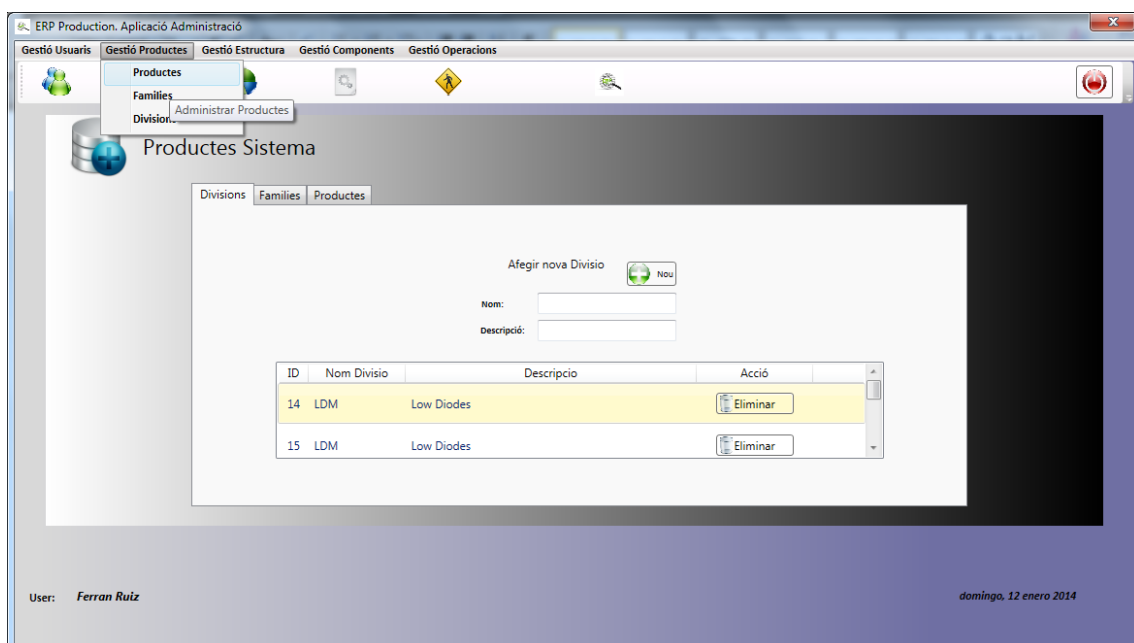 ERP Production. Aplicació Administració
Gestió Usuaris Gestió Productes Gestió Estructura Gestió Components Gestió Operacions
Productes
Families
Administrar Productes
Divisions
Productes Sistema
Divisions Families Productes
Afegir nova Divisio Nou
Nom:
Descripció:
ID Nom Divisio Descripcio Acció
14 LDM Low Diodes Eliminar
15 LDM Low Diodes Eliminar
User: Ferran Ruiz domingo, 12 enero 2014